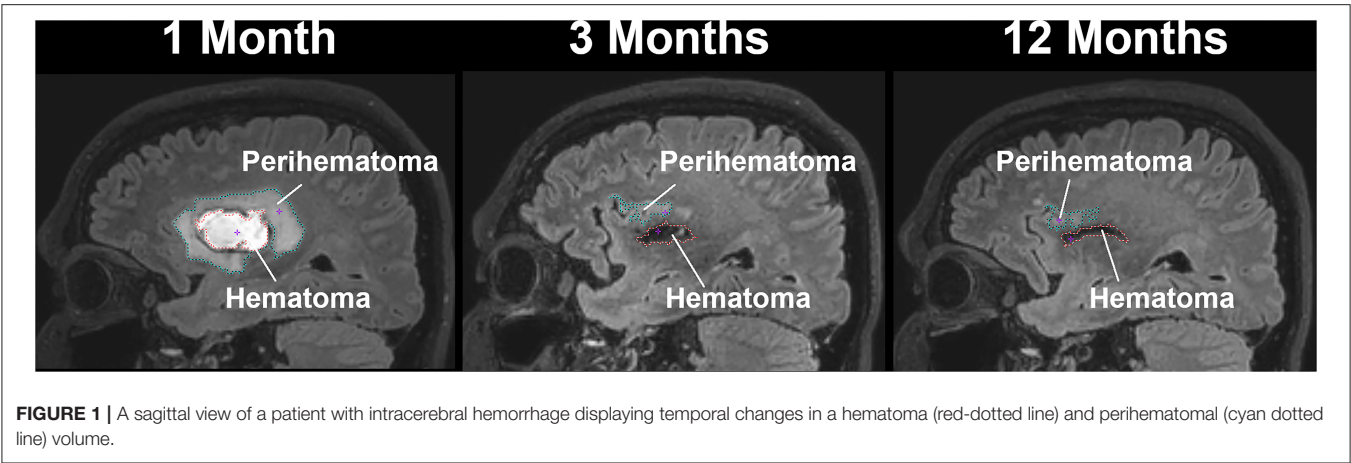 1 Month
3 Months
12 Months
Perihematoma
Perihematoma
Perihematoma
Hematoma
Hematoma
Hematoma
FIGURE 1 | A sagittal view of a patient with intracerebral hemorrhage displaying temporal changes in a hematoma (red-dotted line) and perihematomal (cyan dotted
line) volume.